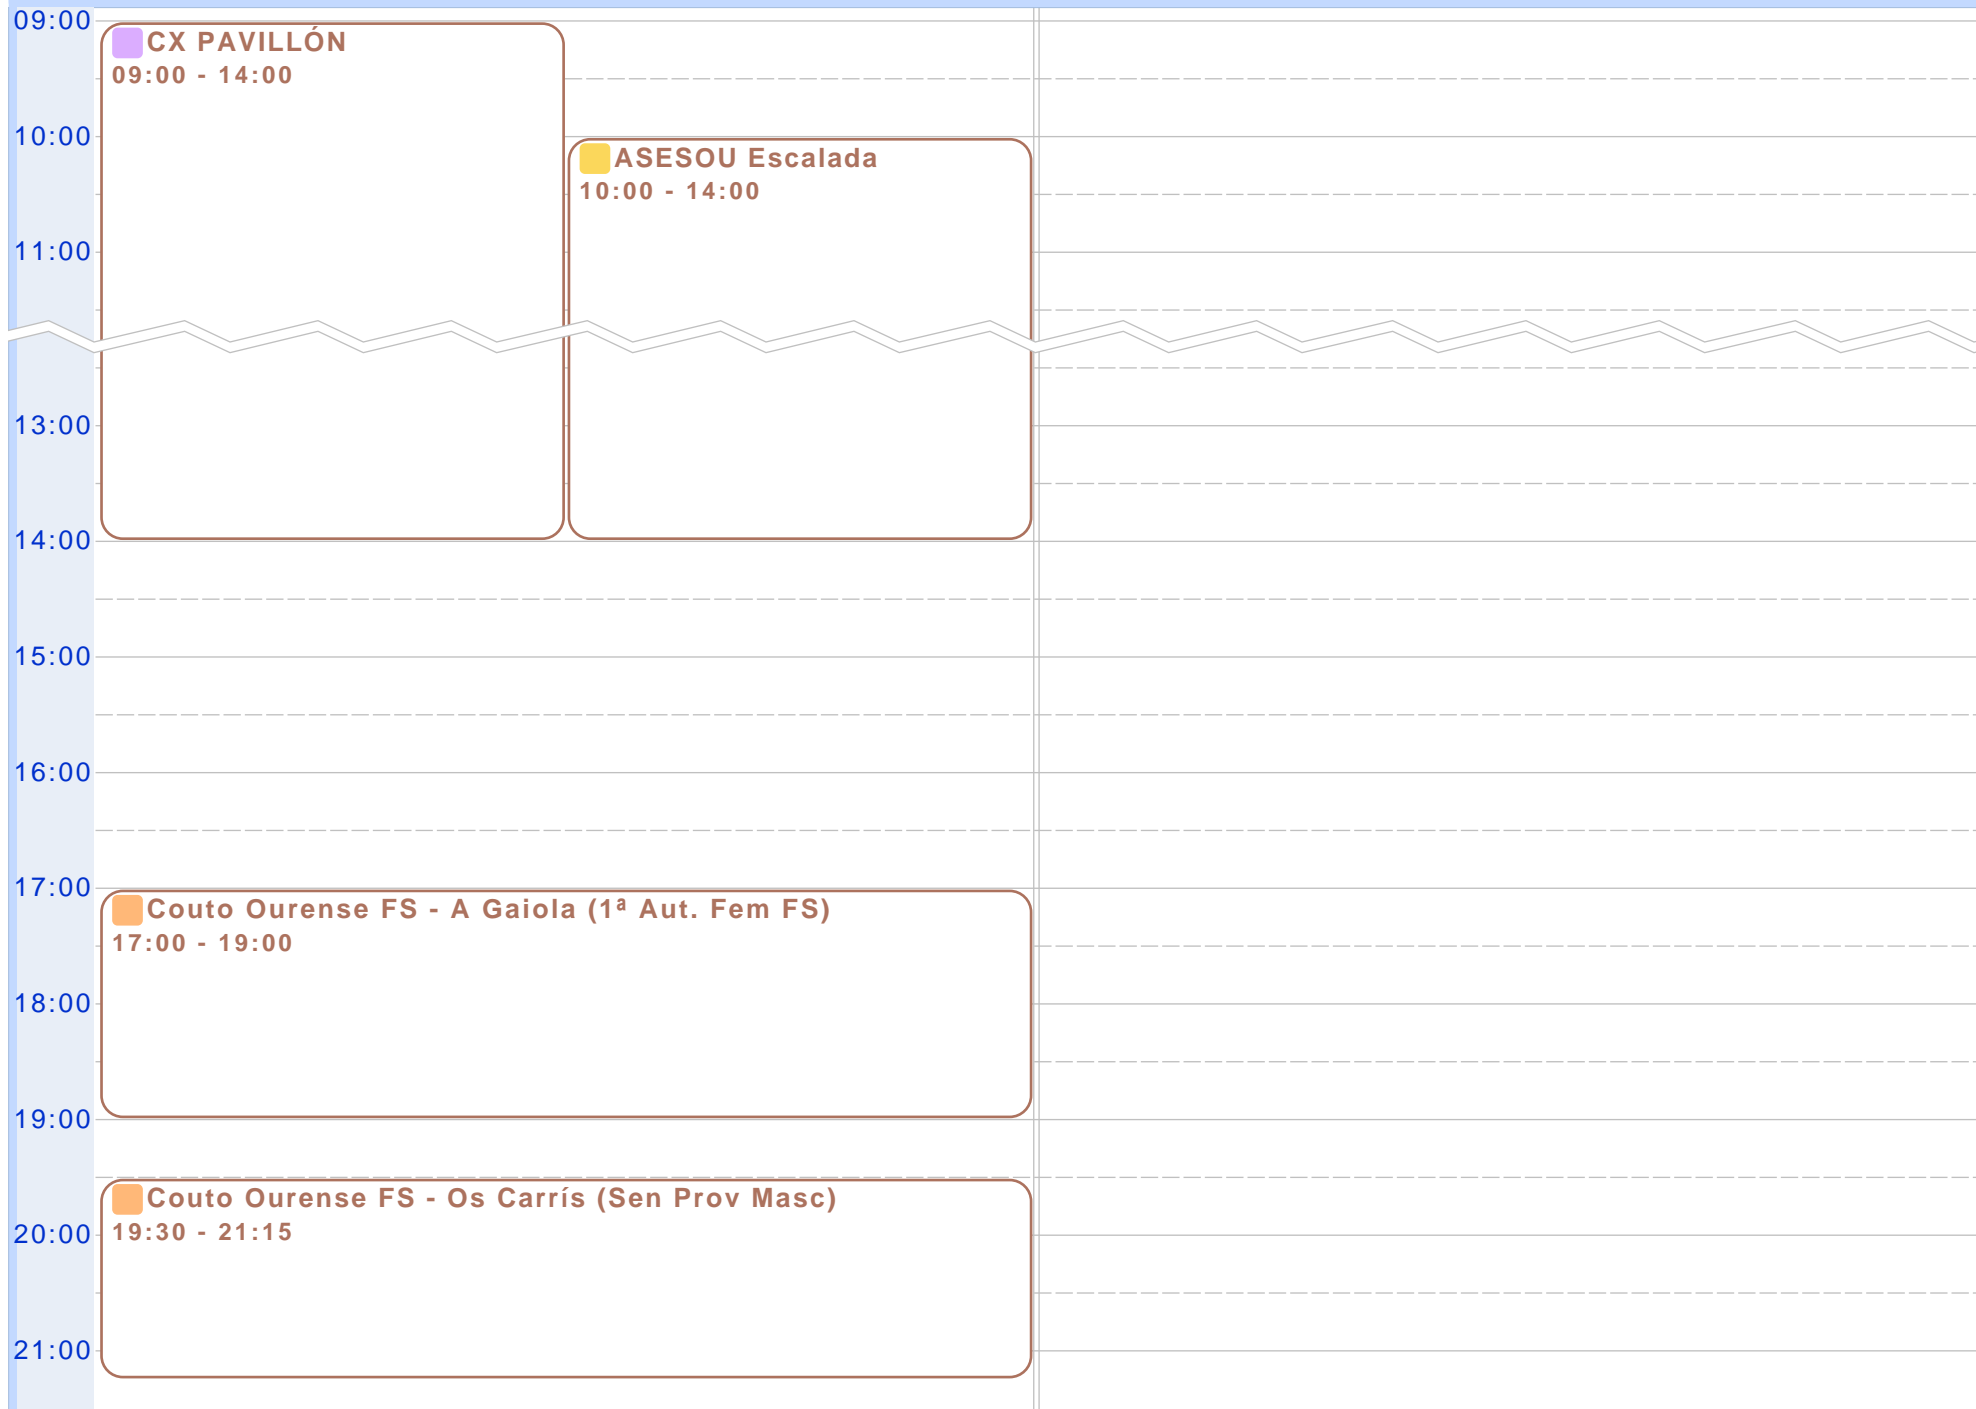 09:00
CX PAVILLÓN
09:00 - 14:00
10:00
ASESOU Escalada
10:00 - 14:00
11:00
13:00
14:00
15:00
16:00
17:00
Couto Ourense FS - A Gaiola (1ª Aut. Fem FS)
17:00 - 19:00
18:00
19:00
Couto Ourense FS - Os Carrís (Sen Prov Masc)
19:30 - 21:15
20:00
21:00